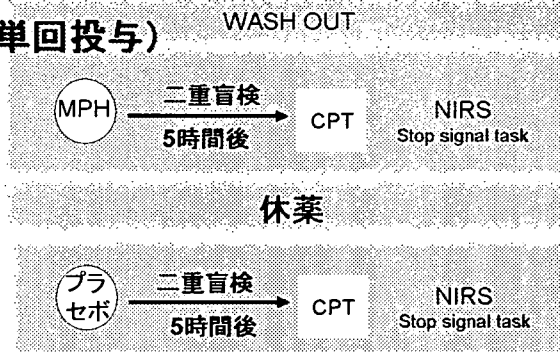 WASH OUT
単回投与)
MPH
二重盲検
5時間後
CPT
NIRS
Stop signal task
休薬
プラ
セボ
二重盲検
5時間後
CPT
NIRS
Stop signal task